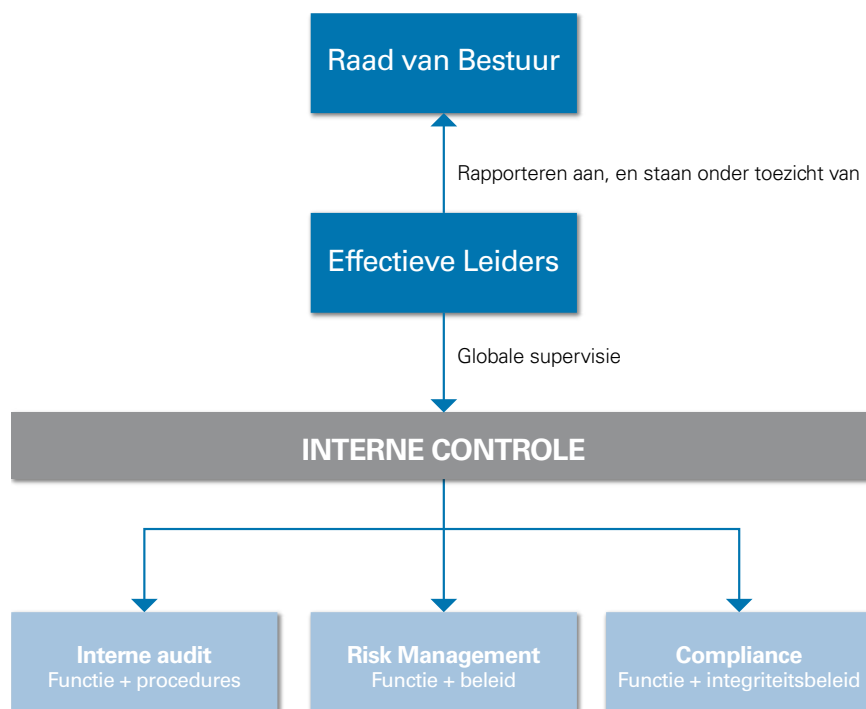 Raad van Bestuur
Rapporteren aan, en staan onder toezicht van
Effectieve Leiders
Globale supervisie
INTERNE CONTROLE
Interne audit
Functie + procedures
Risk Management
Functie + beleid
Compliance
Functie + integriteitsbeleid